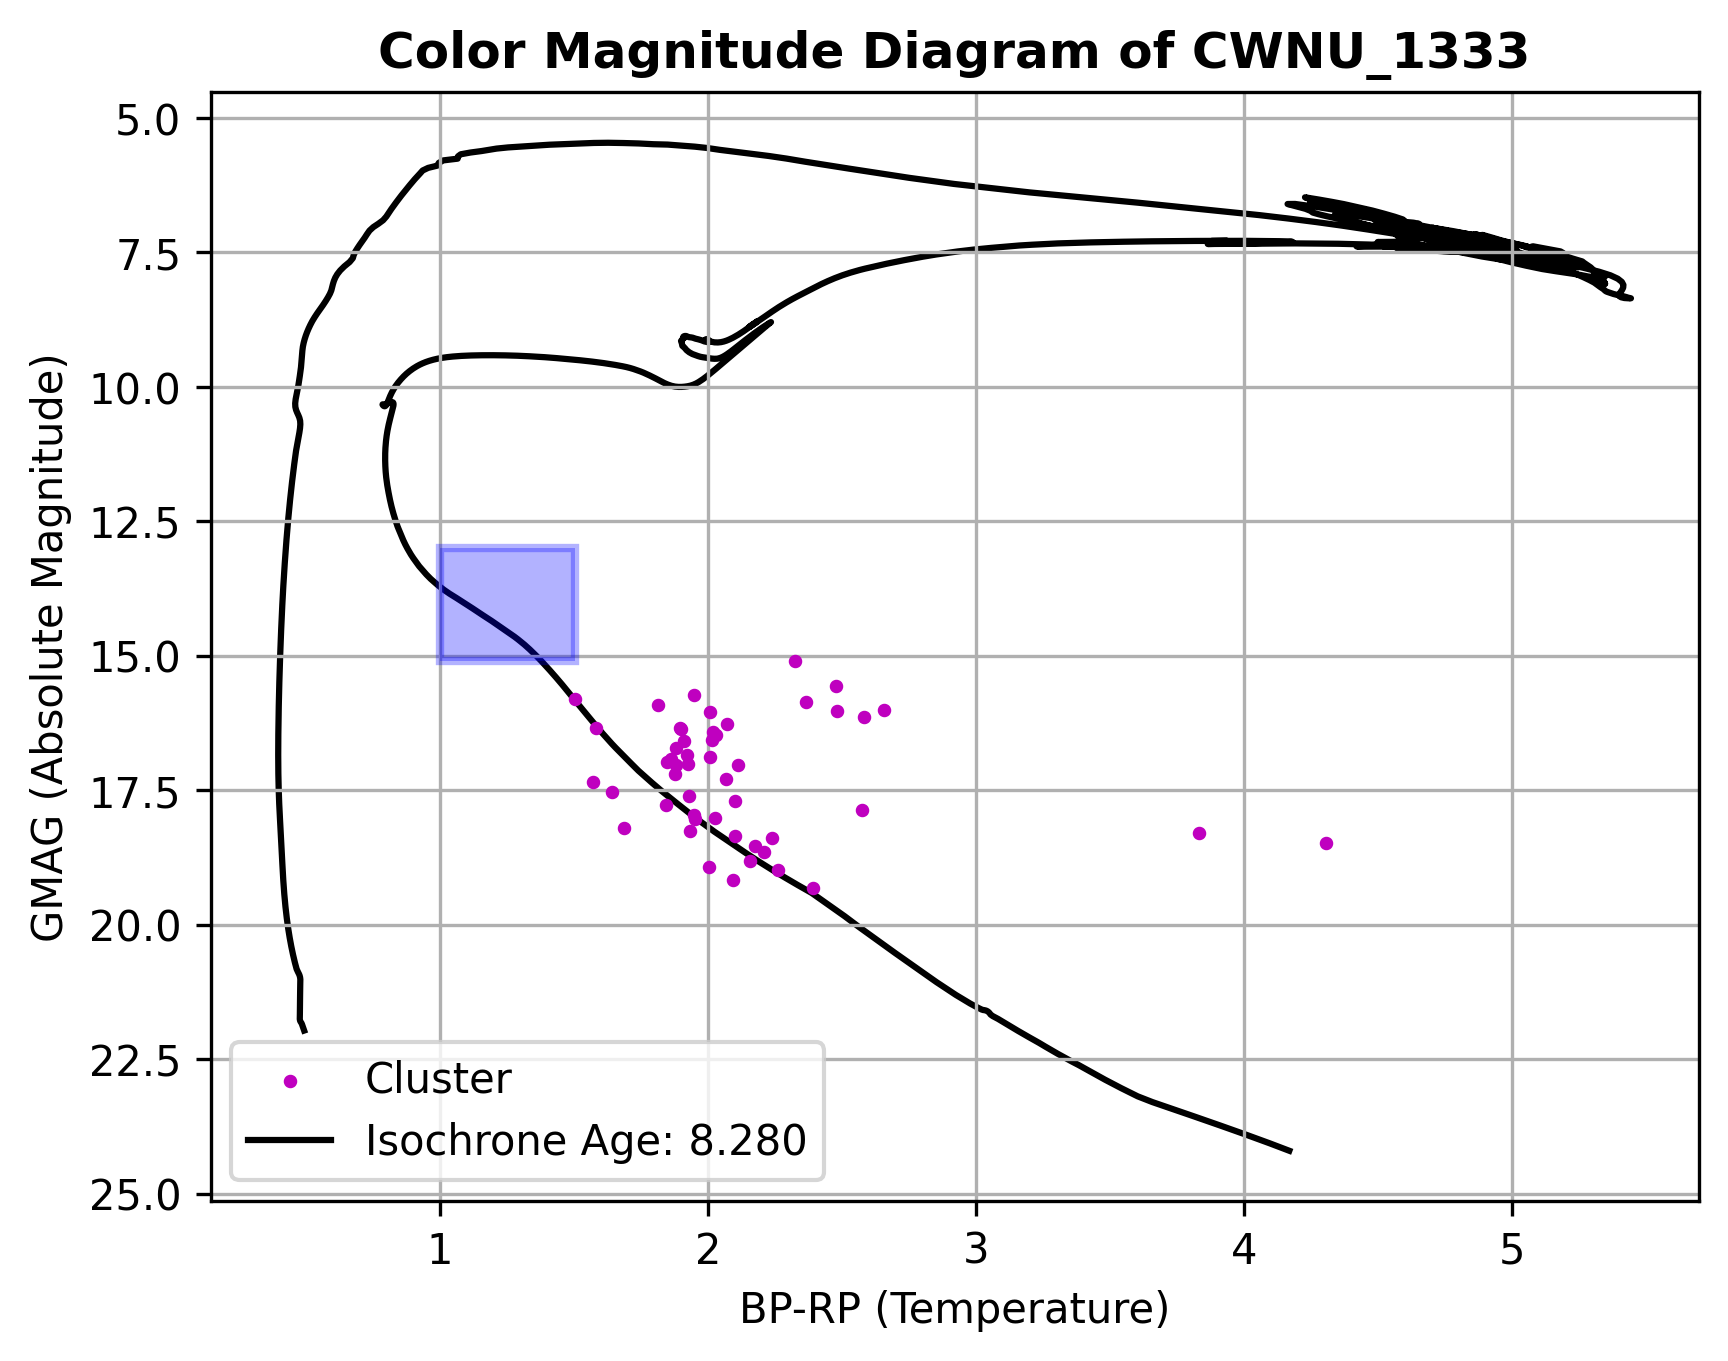 Color Magnitude Diagram of CWNU_1333
GMAG (Absolute Magnitude)
5.0
7.5
10.0
12.5
15.0
17.5
20.0
22.5
25.0
Cluster
Isochrone Age: 8.280
1 2 3 4 5
BP-RP (Temperature)